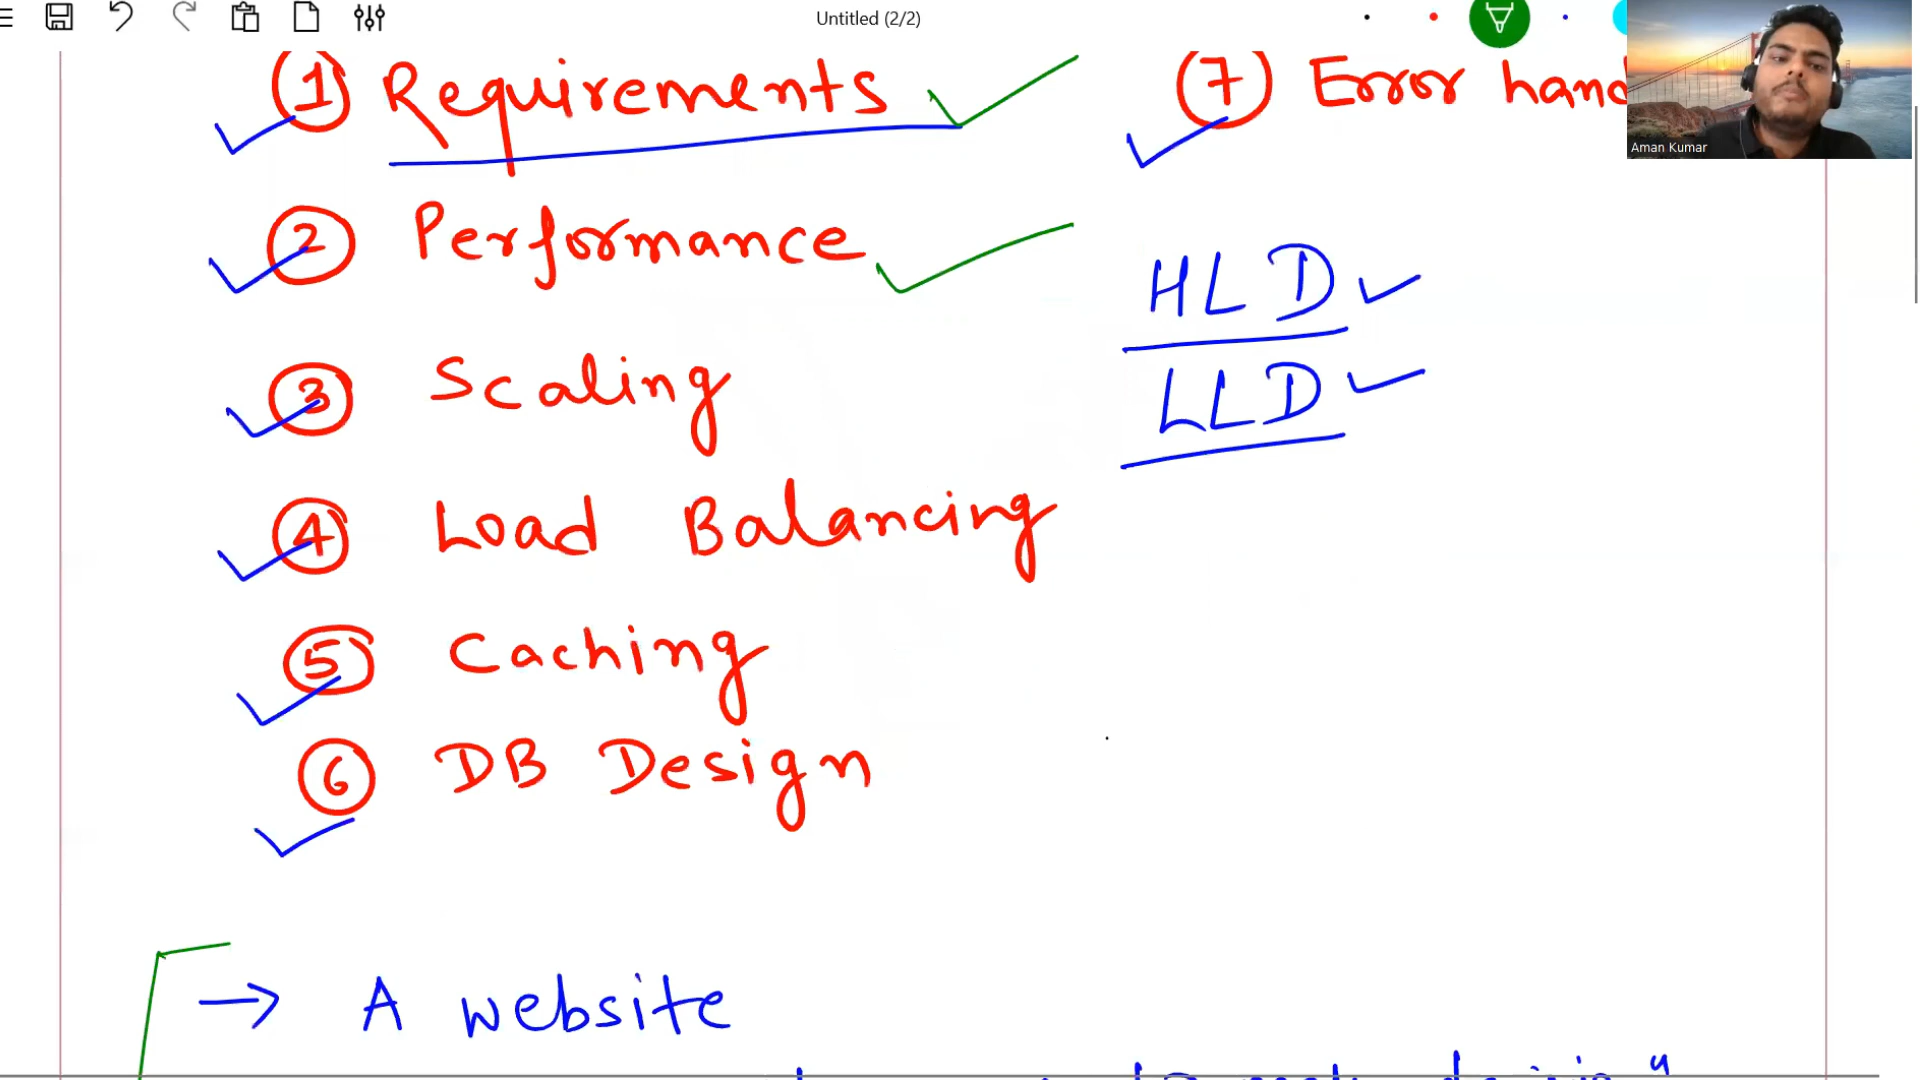 Untitled (2/2)
Aman Kumar
1 Requirements
2 Performance
3 Scaling
4 Load Balancing
5 Caching
6 DB Design
7 Error hand
HLD
LLD
→ A website